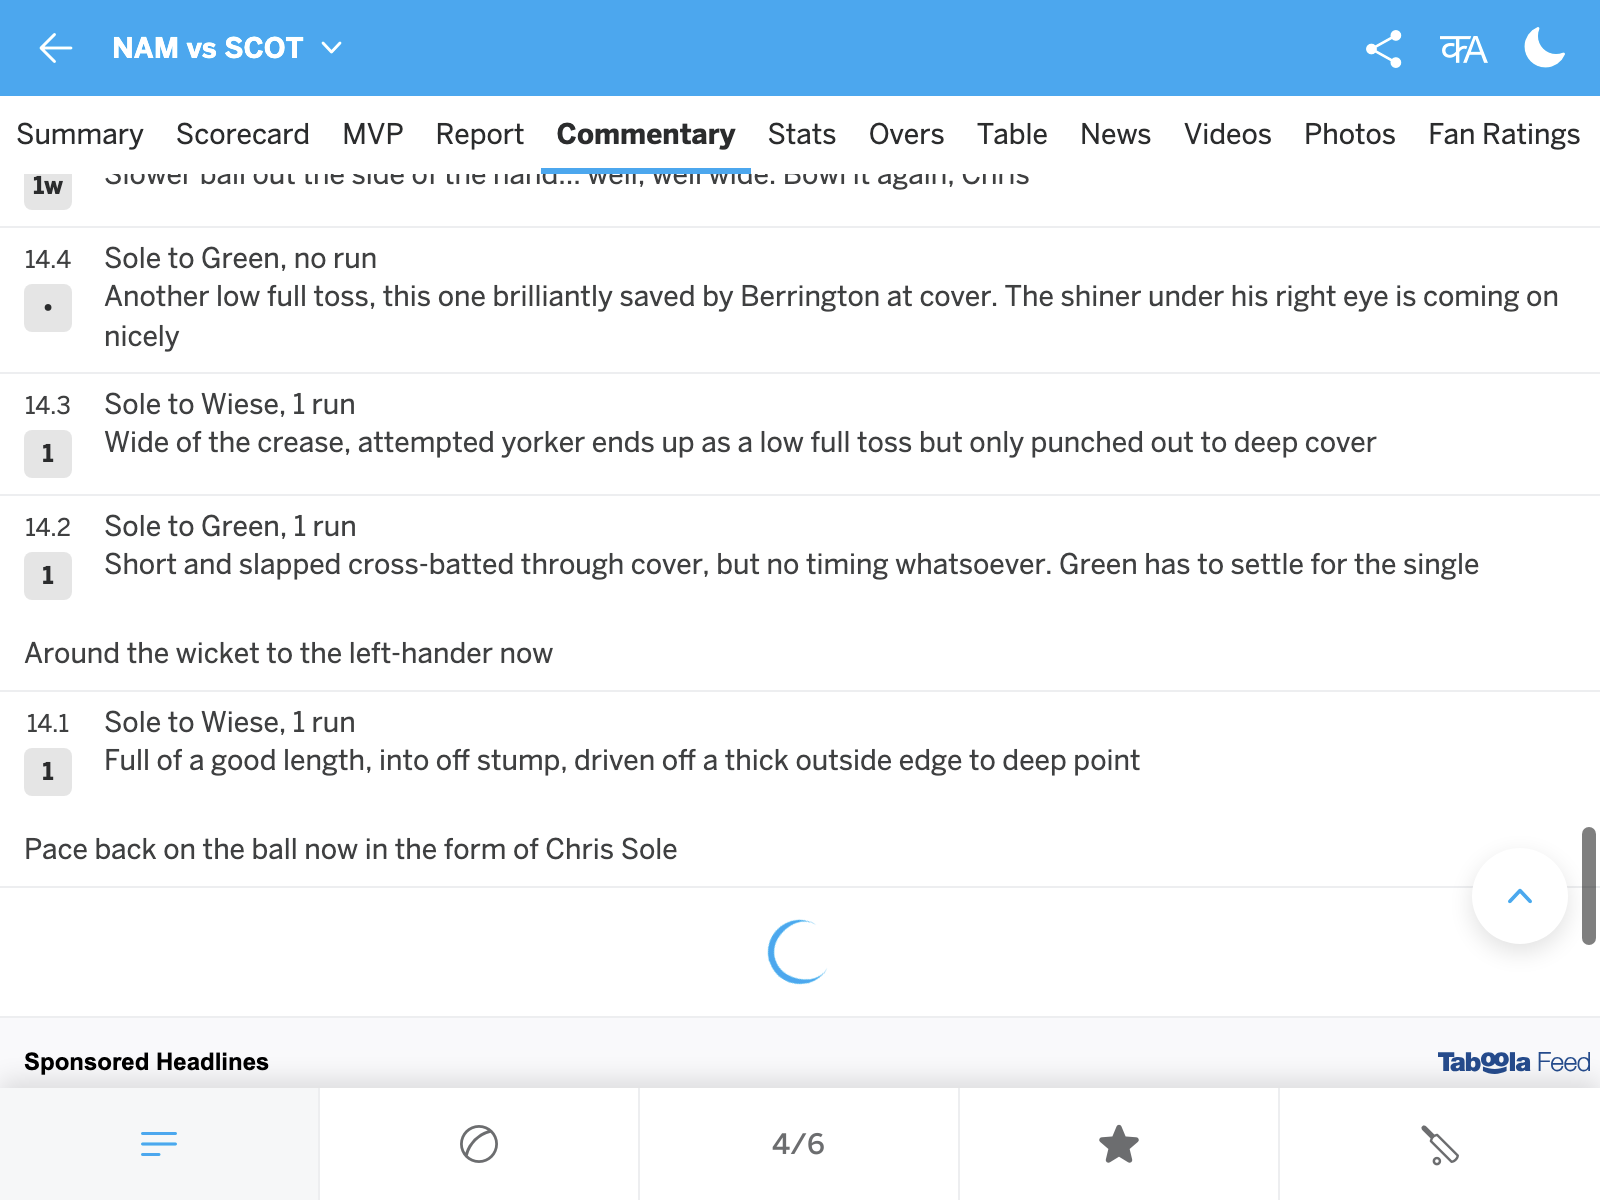 NAM vs SCOT
Summary Scorecard MVP Report Commentary Stats Overs Table News Videos Photos Fan Ratings
1w Slower ball out the side of the hand... well, well wide. Bowl it again, Chris
14.4 Sole to Green, no run
• Another low full toss, this one brilliantly saved by Berrington at cover. The shiner under his right eye is coming on
nicely
14.3 Sole to Wiese, 1 run
1 Wide of the crease, attempted yorker ends up as a low full toss but only punched out to deep cover
14.2 Sole to Green, 1 run
1 Short and slapped cross-batted through cover, but no timing whatsoever. Green has to settle for the single
Around the wicket to the left-hander now
14.1 Sole to Wiese, 1 run
1 Full of a good length, into off stump, driven off a thick outside edge to deep point
Pace back on the ball now in the form of Chris Sole
Sponsored Headlines
Taboola Feed
4/6